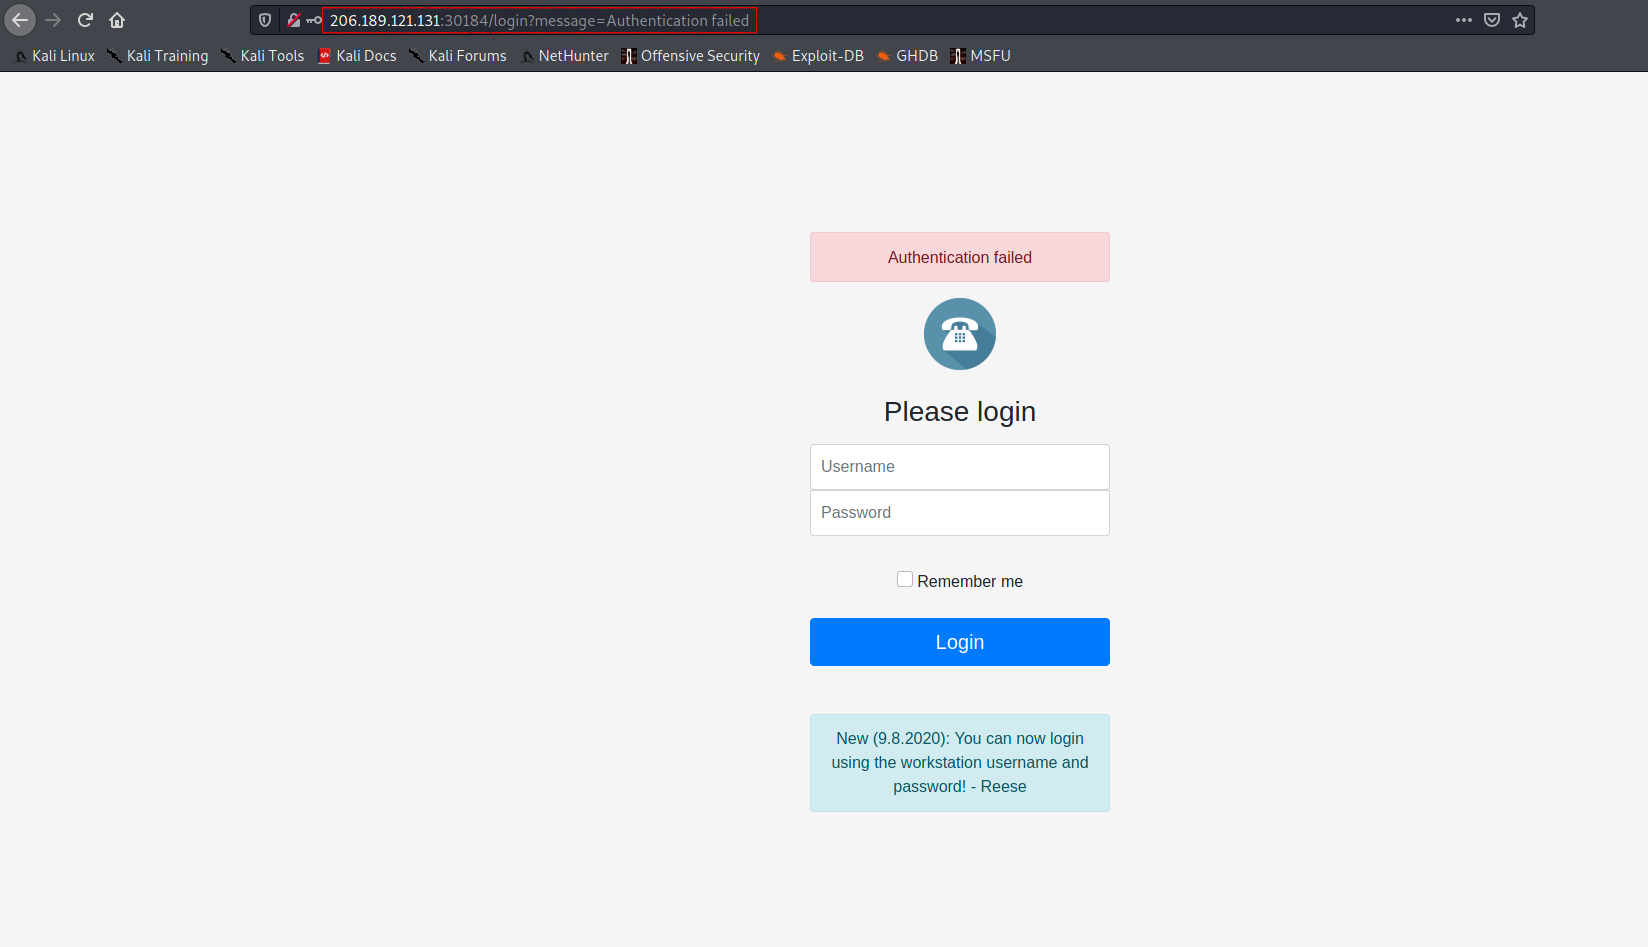 206.189.121.131:30184/login?message=Authentication failed
Kali Linux Kali Training Kali Tools Kali Docs Kali Forums NetHunter Offensive Security Exploit-DB GHDB MSFU
Authentication failed
Please login
Username
Password
Remember me
Login
New (9.8.2020): You can now login
using the workstation username and
password! - Reese